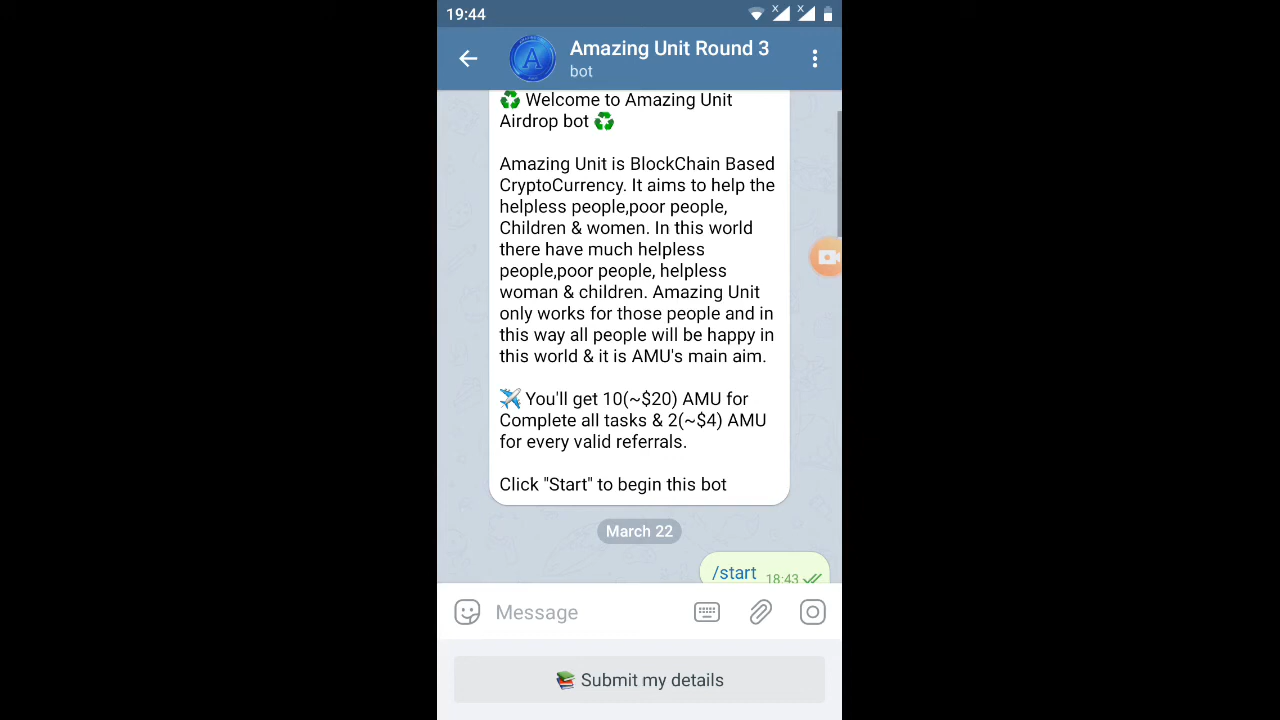 19:44
Amazing Unit Round 3
bot
♻ Welcome to Amazing Unit
Airdrop bot ♻
Amazing Unit is BlockChain Based
CryptoCurrency. It aims to help the
helpless people,poor people,
Children & women. In this world
there have much helpless
people,poor people, helpless
woman & children. Amazing Unit
only works for those people and in
this way all people will be happy in
this world & it is AMU's main aim.
✈ You'll get 10(~$20) AMU for
Complete all tasks & 2(~$4) AMU
for every valid referrals.
Click "Start" to begin this bot
March 22
/start 18:43
Message
📚 Submit my details